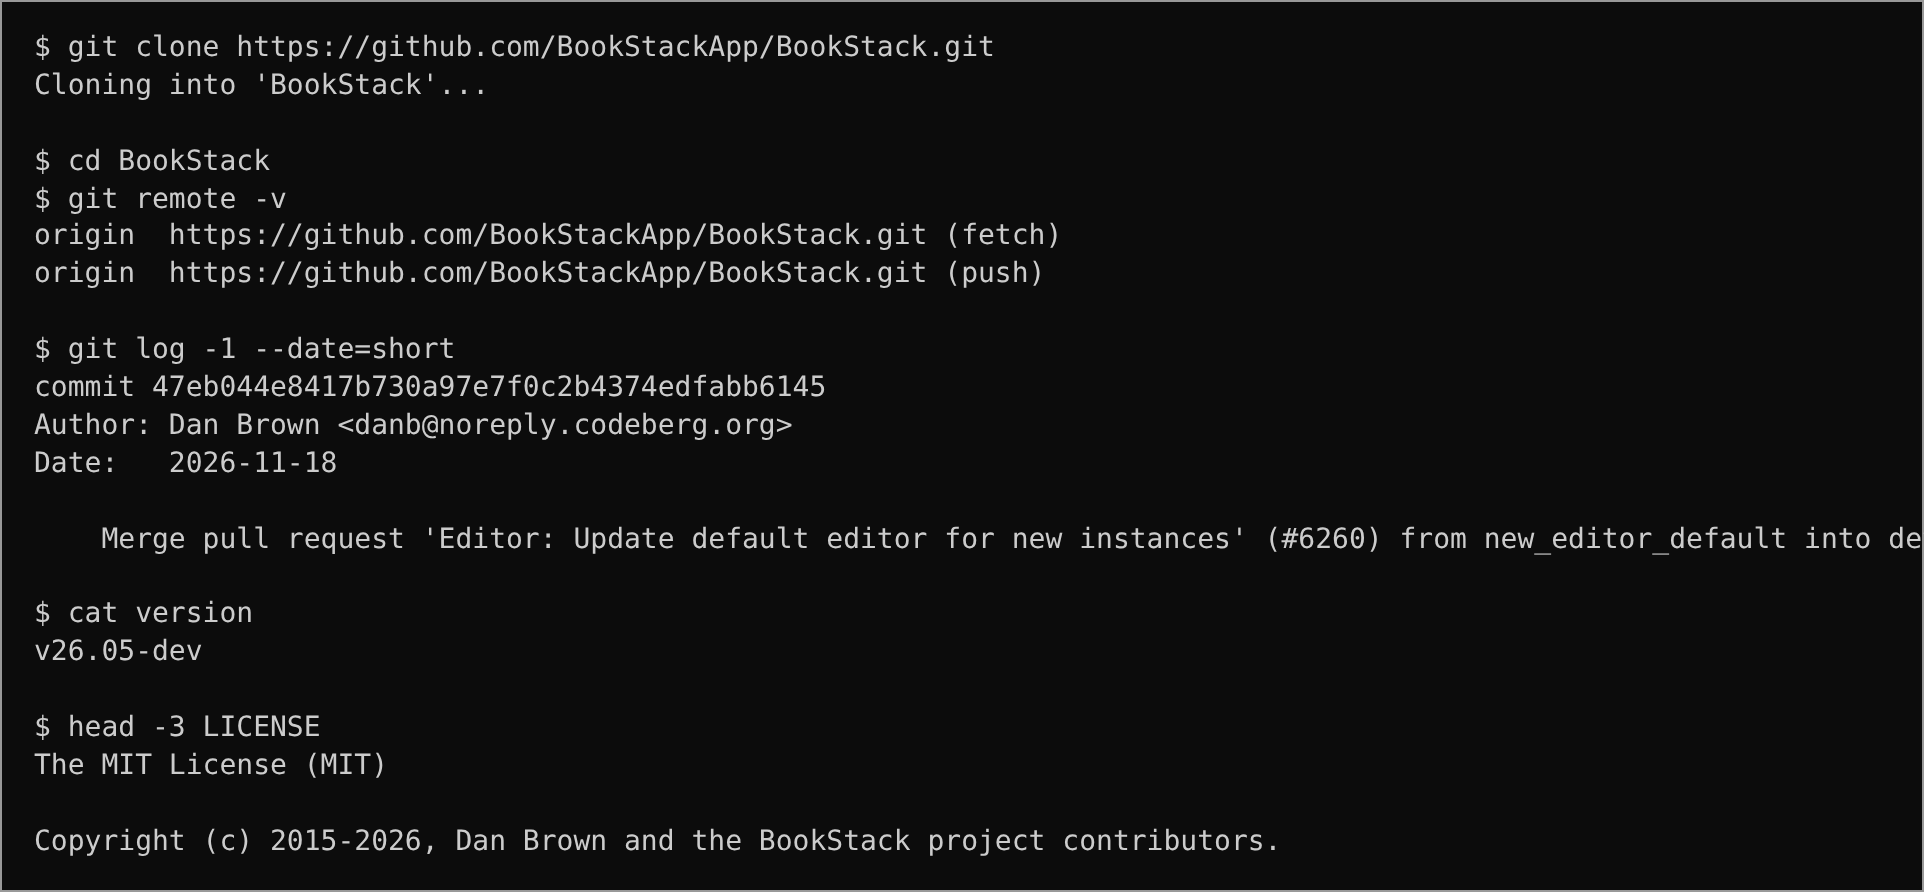 $ git clone https://github.com/BookStackApp/BookStack.git
Cloning into 'BookStack'...
$ cd BookStack
$ git remote -v
origin  https://github.com/BookStackApp/BookStack.git (fetch)
origin  https://github.com/BookStackApp/BookStack.git (push)
$ git log -1 --date=short
commit 47eb044e8417b730a97e7f0c2b4374edfabb6145
Author: Dan Brown <danb@noreply.codeberg.org>
Date:   2026-11-18
    Merge pull request 'Editor: Update default editor for new instances' (#6260) from new_editor_default into de
$ cat version
v26.05-dev
$ head -3 LICENSE
The MIT License (MIT)
Copyright (c) 2015-2026, Dan Brown and the BookStack project contributors.